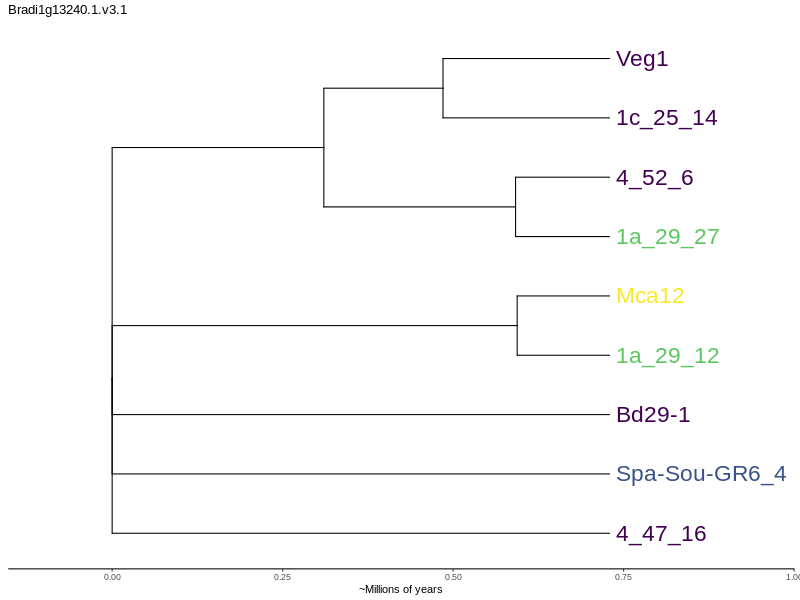 Bradi1g13240.1.v3.1
Veg1
1c_25_14
4_52_6
1a_29_27
Mca12
1a_29_12
Bd29-1
Spa-Sou-GR6_4
4_47_16
0.00 0.25 0.50 0.75 1.00
~Millions of years